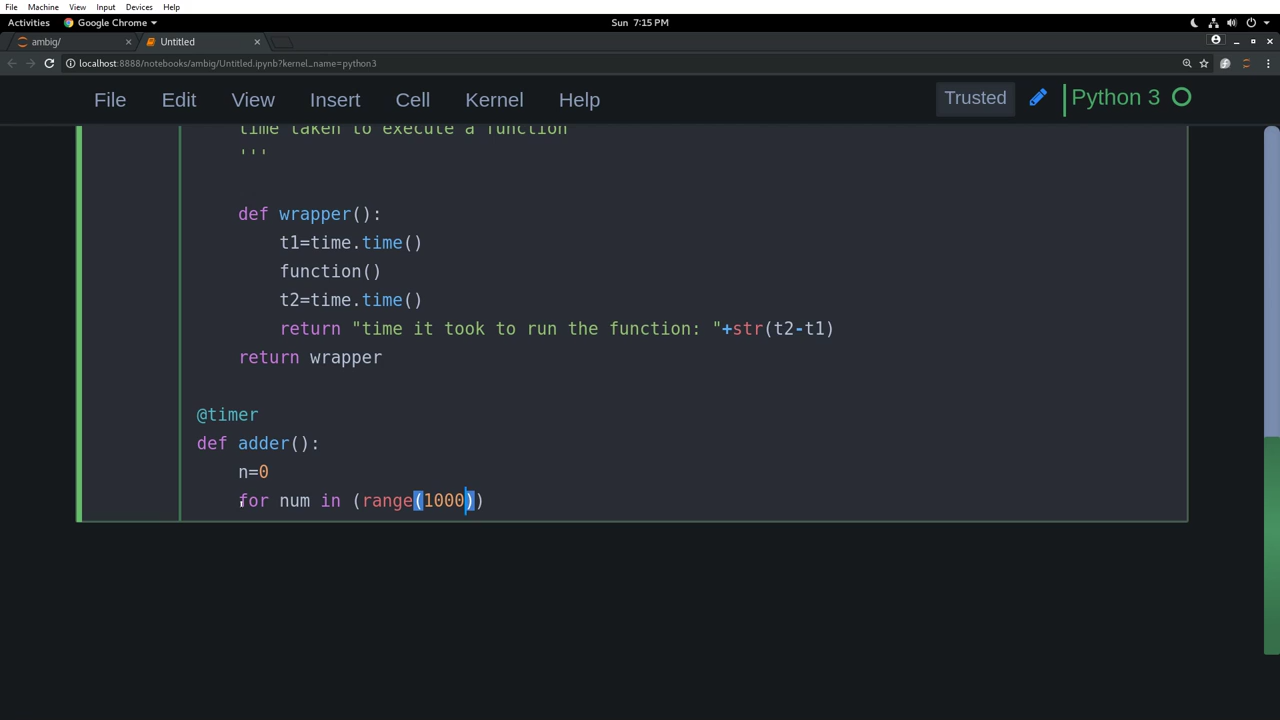 File Machine View Input Devices Help
Activities Google Chrome Sun 7:15 PM
ambig/ Untitled
localhost:8888/notebooks/ambig/Untitled.ipynb?kernel_name=python3
File Edit View Insert Cell Kernel Help Trusted Python 3
time taken to execute a function
'''
def wrapper():
t1=time.time()
function()
t2=time.time()
return "time it took to run the function: "+str(t2-t1)
return wrapper
@timer
def adder():
n=0
for num in (range(1000))